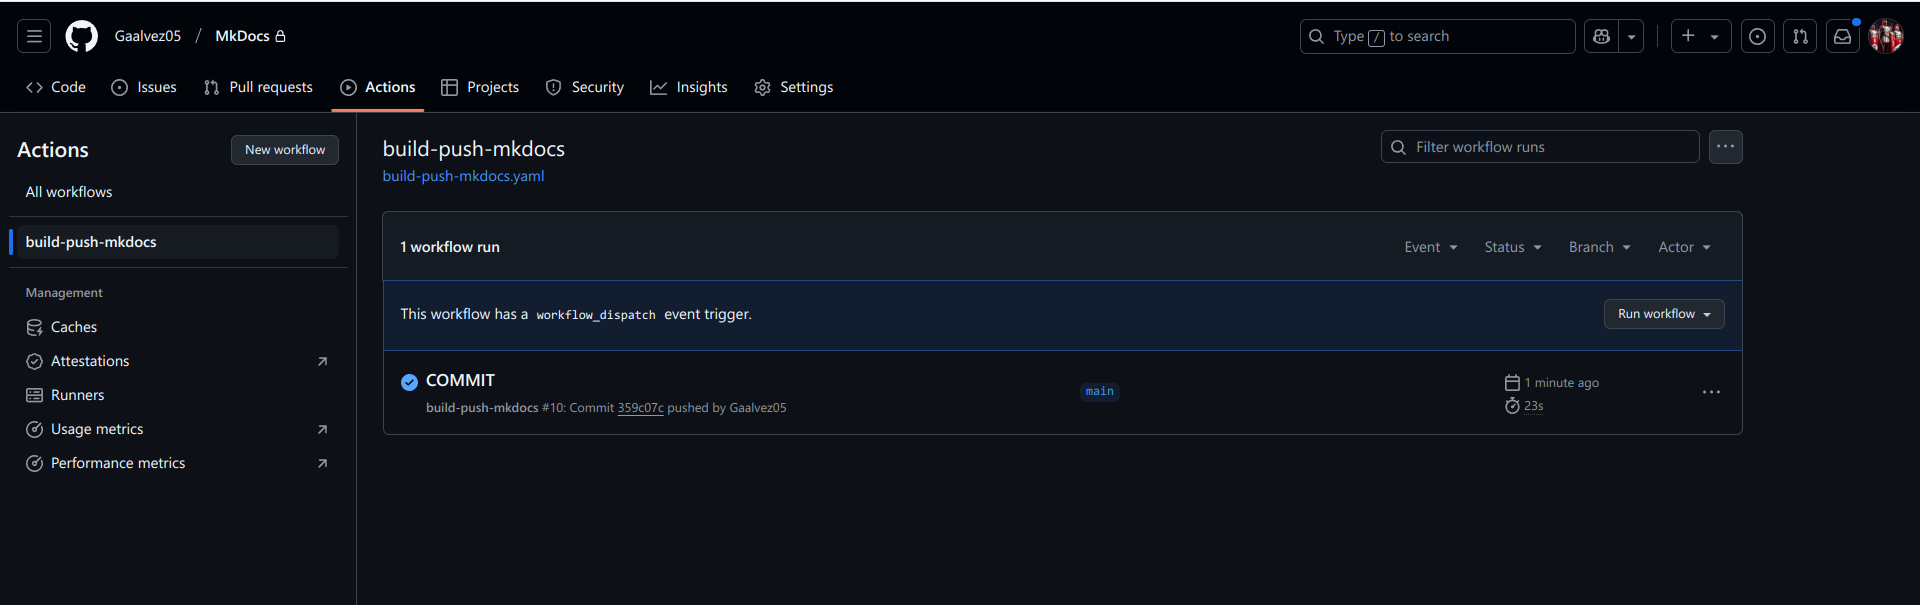 Gaalvez05 / MkDocs
Type / to search
Code Issues Pull requests Actions Projects Security Insights Settings
Actions
New workflow
All workflows
build-push-mkdocs
Management
Caches
Attestations
Runners
Usage metrics
Performance metrics
build-push-mkdocs
build-push-mkdocs.yaml
Filter workflow runs
1 workflow run
Event Status Branch Actor
This workflow has a workflow_dispatch event trigger.
Run workflow
COMMIT
build-push-mkdocs #10: Commit 359c07c pushed by Gaalvez05
main
1 minute ago
23s